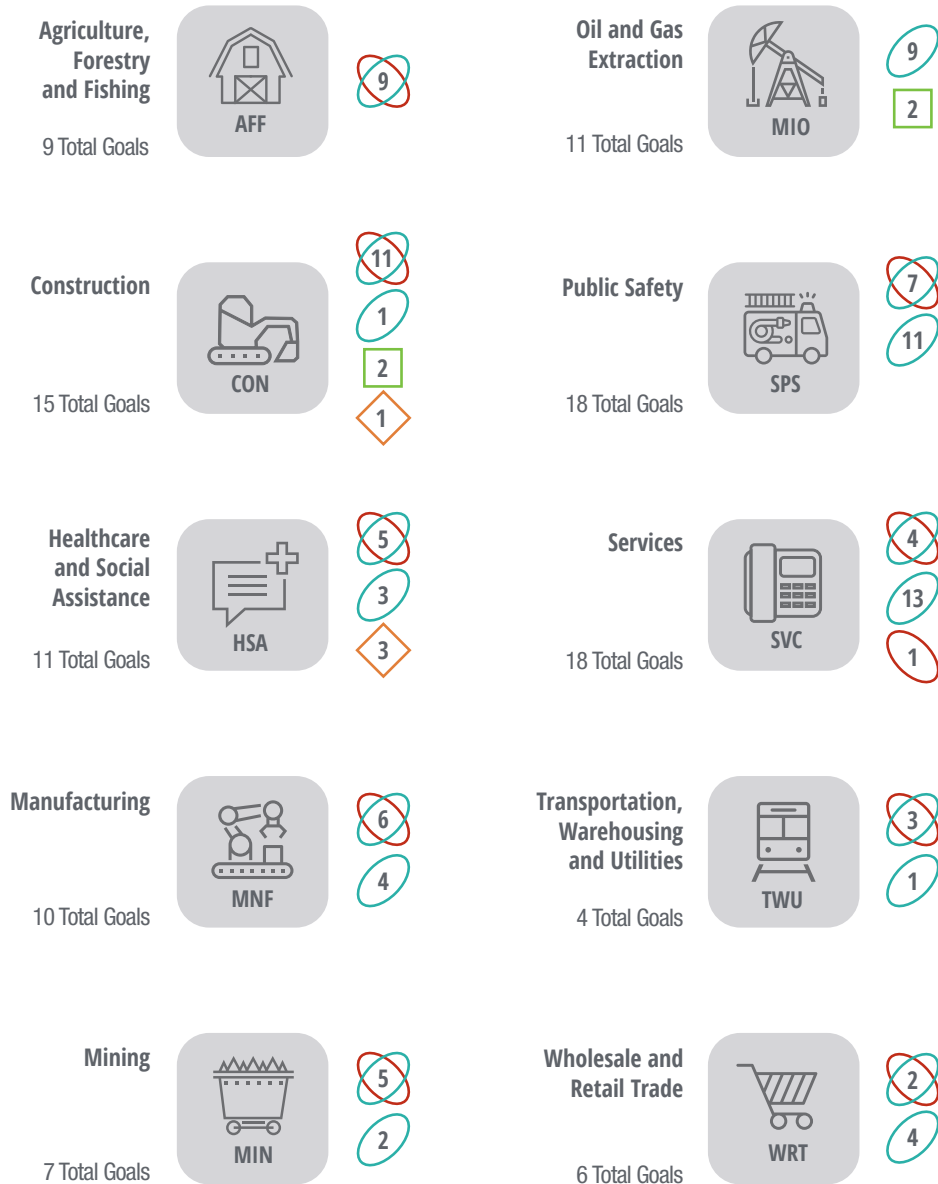 Agriculture,
Forestry
and Fishing
9 Total Goals
AFF
9
Oil and Gas
Extraction
11 Total Goals
MIO
9
2
Construction
15 Total Goals
CON
11
1
2
1
Public Safety
18 Total Goals
SPS
7
11
Healthcare
and Social
Assistance
11 Total Goals
HSA
5
3
3
Services
18 Total Goals
SVC
4
13
1
Manufacturing
10 Total Goals
MNF
6
4
Transportation,
Warehousing
and Utilities
4 Total Goals
TWU
3
1
Mining
7 Total Goals
MIN
5
2
Wholesale and
Retail Trade
6 Total Goals
WRT
2
4